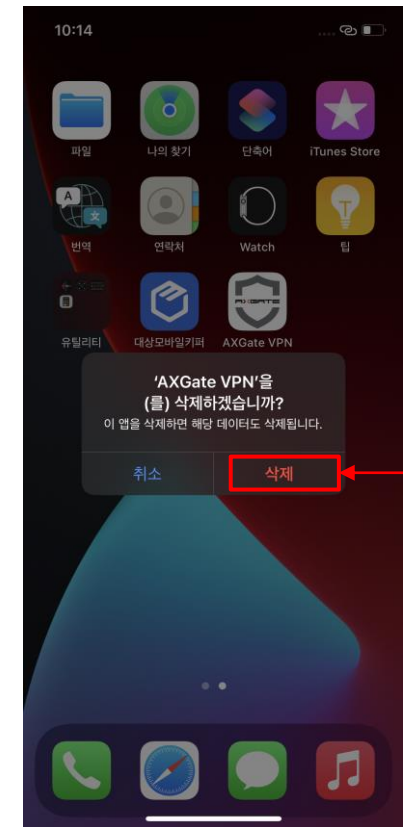 10:14
파일
나의 찾기
단축어
iTunes Store
A
文
번역
연락처
Watch
팁
AXGATE
유틸리티
대상모바일키퍼
AXGate VPN
‘AXGate VPN’을
(를) 삭제하겠습니까?
이 앱을 삭제하면 해당 데이터도 삭제됩니다.
취소
삭제